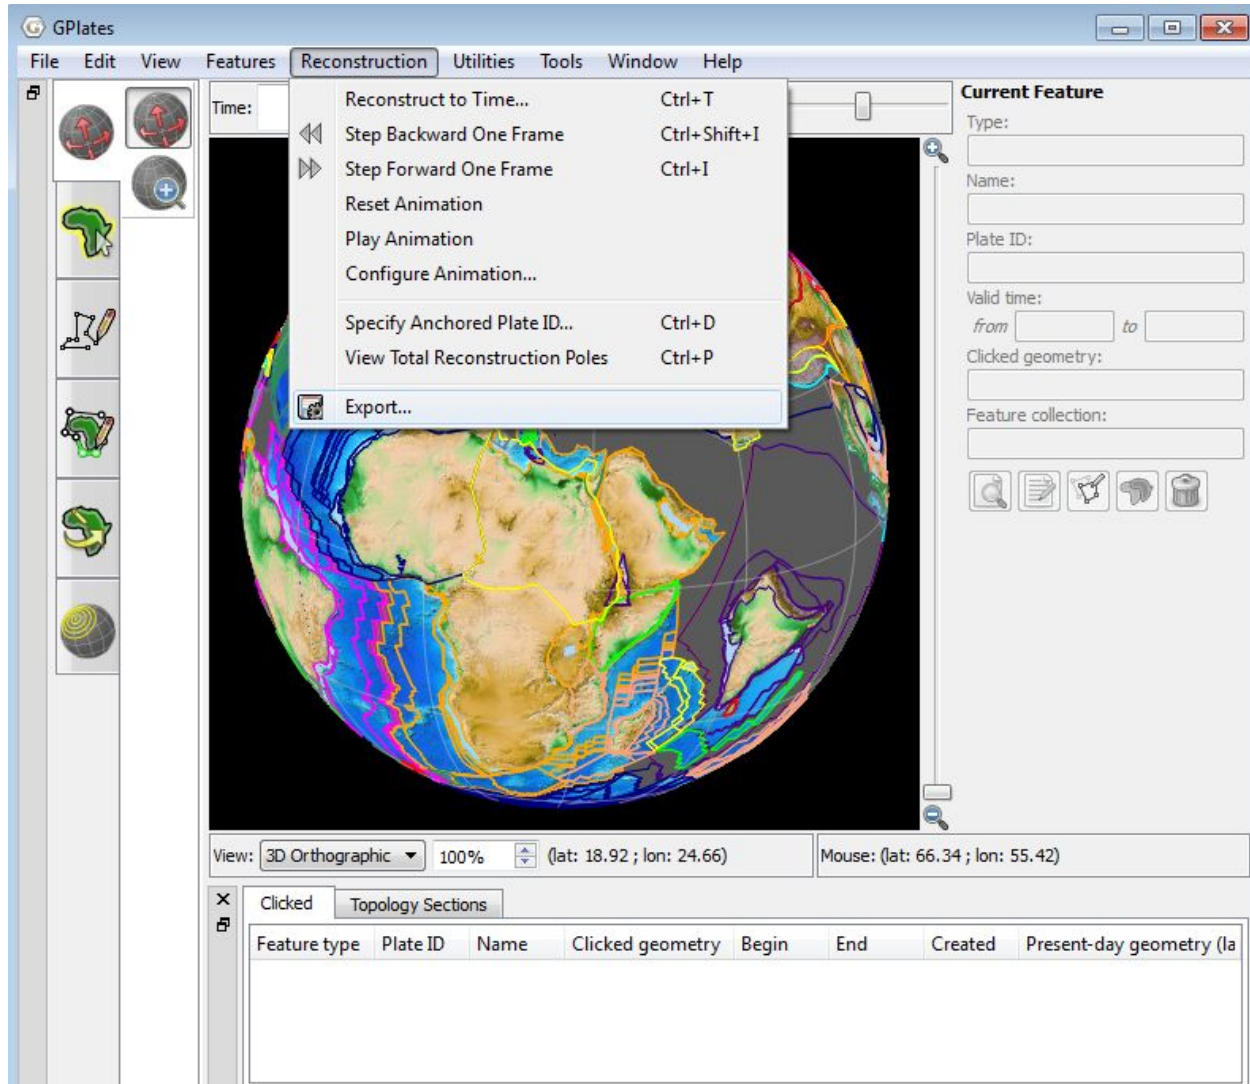 GPlates
File Edit View Features Reconstruction Utilities Tools Window Help
Time:
Reconstruct to Time... Ctrl+T
Step Backward One Frame Ctrl+Shift+I
Step Forward One Frame Ctrl+I
Reset Animation
Play Animation
Configure Animation...
Specify Anchored Plate ID... Ctrl+D
View Total Reconstruction Poles Ctrl+P
Export...
Current Feature
Type:
Name:
Plate ID:
Valid time:
from to
Clicked geometry:
Feature collection:
View: 3D Orthographic 100% (lat: 18.92 ; lon: 24.66) Mouse: (lat: 66.34 ; lon: 55.42)
Clicked Topology Sections
Feature type Plate ID Name Clicked geometry Begin End Created Present-day geometry (la